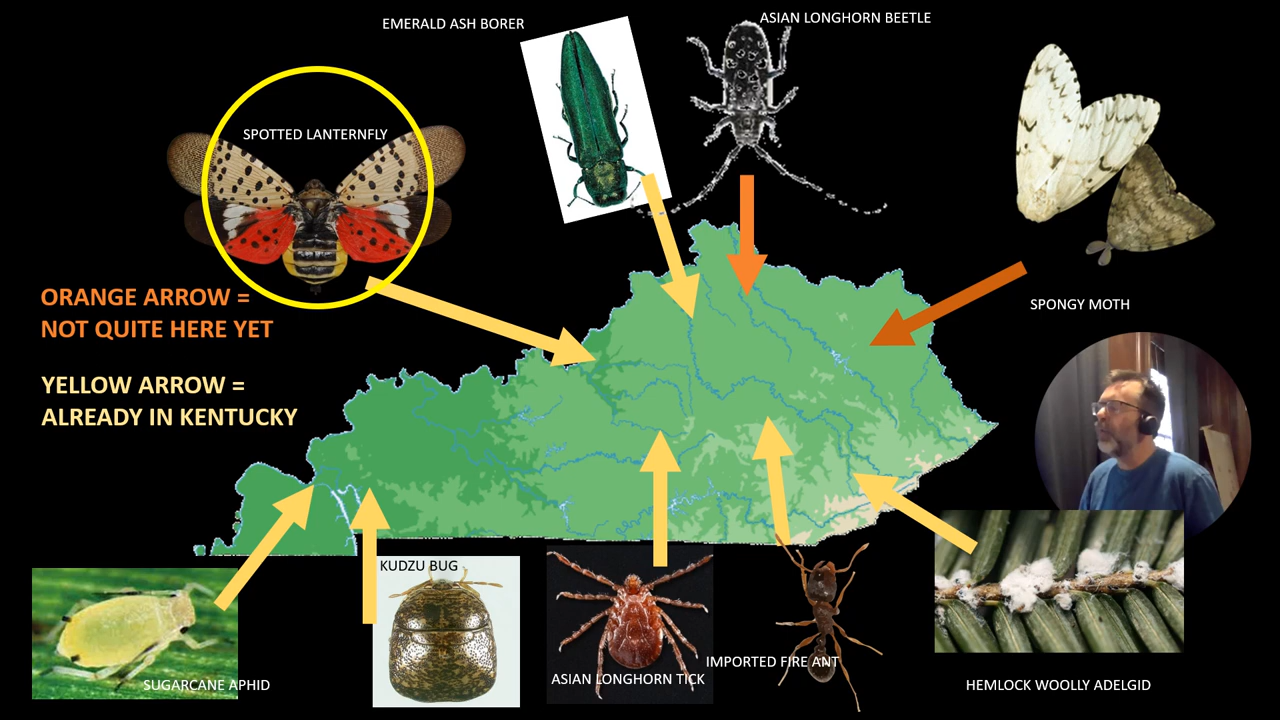 EMERALD ASH BORER
ASIAN LONGHORN BEETLE
SPOTTED LANTERNFLY
ORANGE ARROW =
NOT QUITE HERE YET
SPONGY MOTH
YELLOW ARROW =
ALREADY IN KENTUCKY
KUDZU BUG
SUGARCANE APHID
ASIAN LONGHORN TICK
IMPORTED FIRE ANT
HEMLOCK WOOLLY ADELGID